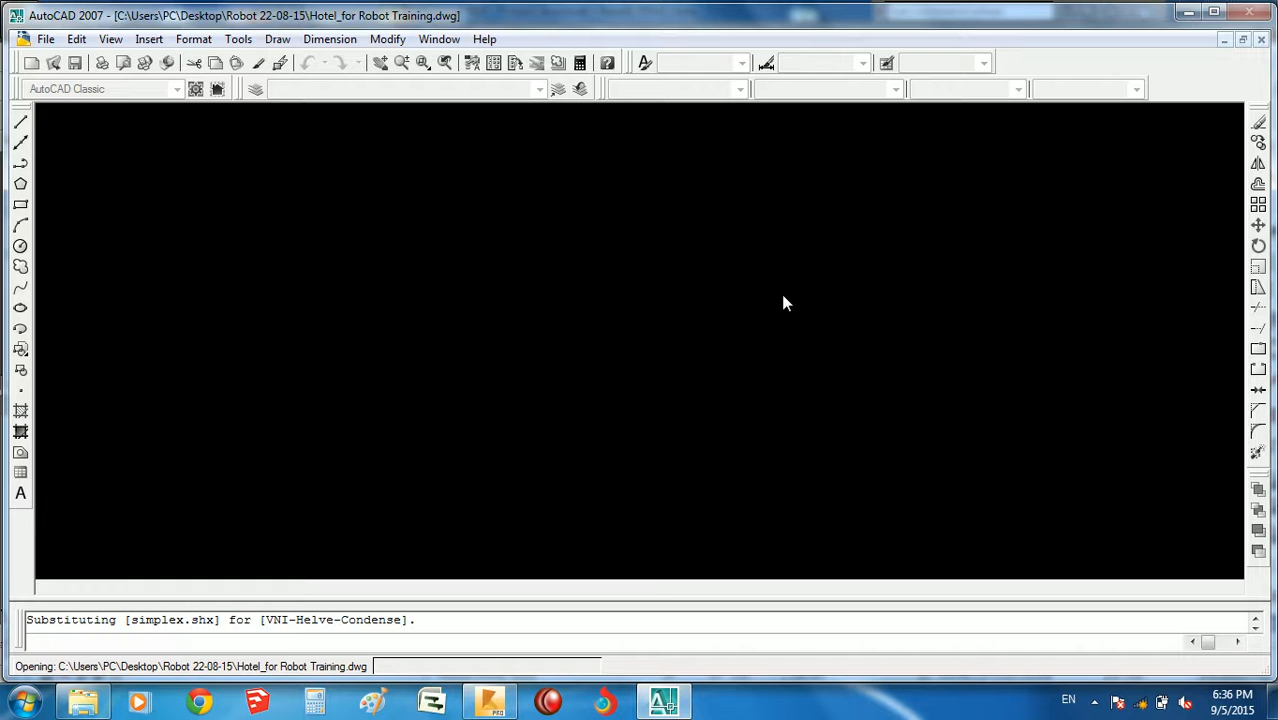 AutoCAD 2007 - [C:\Users\PC\Desktop\Robot 22-08-15\Hotel_for Robot Training.dwg]
File Edit View Insert Format Tools Draw Dimension Modify Window Help
AutoCAD Classic
A
Substituting [simplex.shx] for [VNI-Helve-Condense].
Opening: C:\Users\PC\Desktop\Robot 22-08-15\Hotel_for Robot Training.dwg
PRO
EN
6:36 PM
9/5/2015